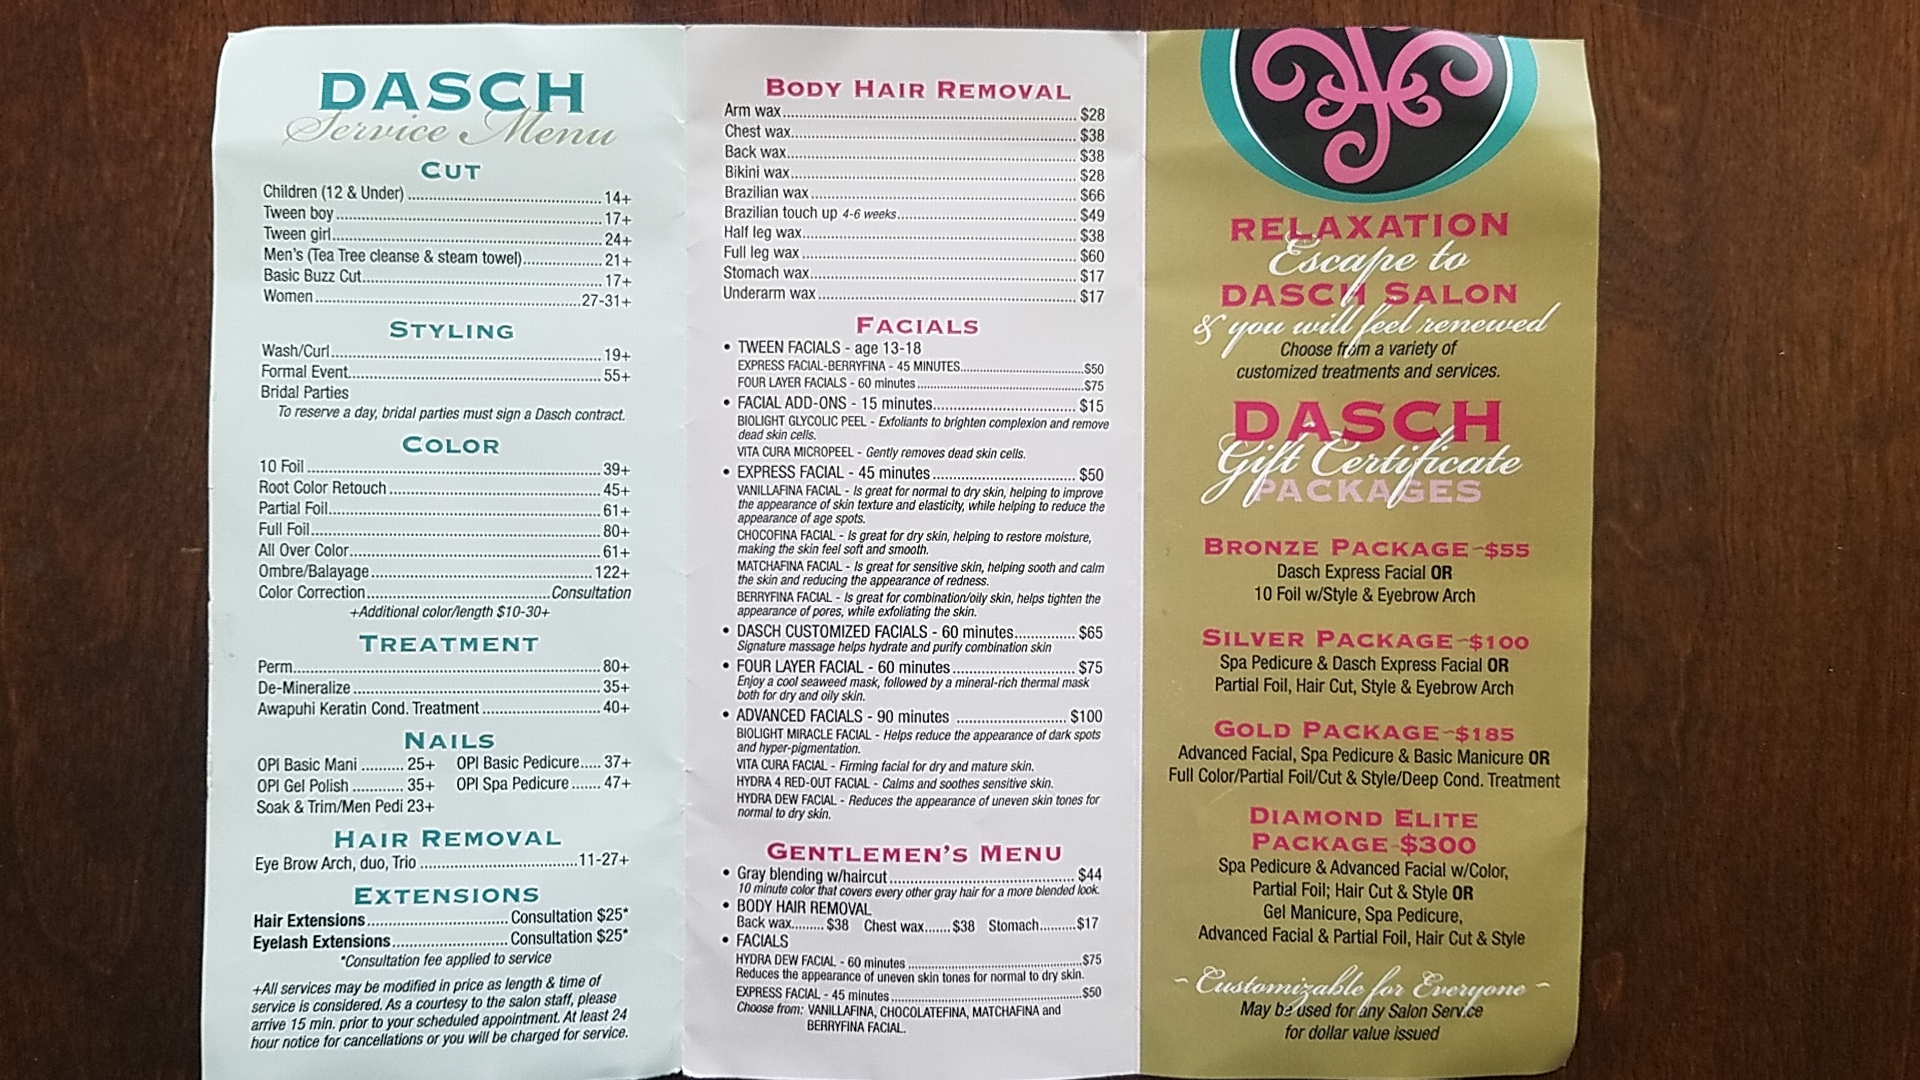 DASCH
Service Menu
CUT
Children (12 & Under) ........ 14+
Tween boy ........ 17+
Tween girl ........ 24+
Men's (Tea Tree cleanse & steam towel) ........ 21+
Basic Buzz Cut ........ 17+
Women ........ 27-31+
STYLING
Wash/Curl ........ 19+
Formal Event ........ 55+
Bridal Parties
To reserve a day, bridal parties must sign a Dasch contract.
COLOR
10 Foil ........ 39+
Root Color Retouch ........ 45+
Partial Foil ........ 61+
Full Foil ........ 80+
All Over Color ........ 61+
Ombre/Balayage ........ 122+
Color Correction ........ Consultation
+Additional color/length $10-30+
TREATMENT
Perm ........ 80+
De-Mineralize ........ 35+
Awapuhi Keratin Cond. Treatment ........ 40+
NAILS
OPI Basic Mani .......... 25+ OPI Basic Pedicure ..... 37+
OPI Gel Polish ............ 35+ OPI Spa Pedicure ....... 47+
Soak & Trim/Men Pedi 23+
HAIR REMOVAL
Eye Brow Arch, duo, Trio ........ 11-27+
EXTENSIONS
Hair Extensions ........ Consultation $25*
Eyelash Extensions ........ Consultation $25*
*Consultation fee applied to service
+All services may be modified in price as length & time of
service is considered. As a courtesy to the salon staff, please
arrive 15 min. prior to your scheduled appointment. At least 24
hour notice for cancellations or you will be charged for service.
BODY HAIR REMOVAL
Arm wax ........ $28
Chest wax ........ $38
Back wax ........ $38
Bikini wax ........ $28
Brazilian wax ........ $66
Brazilian touch up 4-6 weeks ........ $49
Half leg wax ........ $38
Full leg wax ........ $60
Stomach wax ........ $17
Underarm wax ........ $17
FACIALS
• TWEEN FACIALS - age 13-18
EXPRESS FACIAL-BERRYFINA - 45 MINUTES ........ $50
FOUR LAYER FACIALS - 60 minutes ........ $75
• FACIAL ADD-ONS - 15 minutes ........ $15
BIOLIGHT GLYCOLIC PEEL - Exfoliants to brighten complexion and remove
dead skin cells.
VITA CURA MICROPEEL - Gently removes dead skin cells.
• EXPRESS FACIAL - 45 minutes ........ $50
VANILLAFINA FACIAL - Is great for normal to dry skin, helping to improve
the appearance of skin texture and elasticity, while helping to reduce the
appearance of age spots.
CHOCOFINA FACIAL - Is great for dry skin, helping to restore moisture,
making the skin feel soft and smooth.
MATCHAFINA FACIAL - Is great for sensitive skin, helping sooth and calm
the skin and reducing the appearance of redness.
BERRYFINA FACIAL - Is great for combination/oily skin, helps tighten the
appearance of pores, while exfoliating the skin.
• DASCH CUSTOMIZED FACIALS - 60 minutes ........ $65
Signature massage helps hydrate and purify combination skin
• FOUR LAYER FACIAL - 60 minutes ........ $75
Enjoy a cool seaweed mask, followed by a mineral-rich thermal mask
both for dry and oily skin.
• ADVANCED FACIALS - 90 minutes ........ $100
BIOLIGHT MIRACLE FACIAL - Helps reduce the appearance of dark spots
and hyper-pigmentation.
VITA CURA FACIAL - Firming facial for dry and mature skin.
HYDRA 4 RED-OUT FACIAL - Calms and soothes sensitive skin.
HYDRA DEW FACIAL - Reduces the appearance of uneven skin tones for
normal to dry skin.
GENTLEMEN'S MENU
• Gray blending w/haircut ........ $44
10 minute color that covers every other gray hair for a more blended look.
• BODY HAIR REMOVAL
Back wax ........ $38 Chest wax ....... $38 Stomach ......... $17
• FACIALS
HYDRA DEW FACIAL - 60 minutes ........ $75
Reduces the appearance of uneven skin tones for normal to dry skin.
EXPRESS FACIAL - 45 minutes ........ $50
Choose from: VANILLAFINA, CHOCOLATEFINA, MATCHAFINA and
BERRYFINA FACIAL.
RELAXATION
Escape to
DASCH SALON
& you will feel renewed
Choose from a variety of
customized treatments and services.
DASCH
Gift Certificate
PACKAGES
BRONZE PACKAGE ~$55
Dasch Express Facial OR
10 Foil w/Style & Eyebrow Arch
SILVER PACKAGE ~$100
Spa Pedicure & Dasch Express Facial OR
Partial Foil, Hair Cut, Style & Eyebrow Arch
GOLD PACKAGE ~$185
Advanced Facial, Spa Pedicure & Basic Manicure OR
Full Color/Partial Foil/Cut & Style/Deep Cond. Treatment
DIAMOND ELITE
PACKAGE ~$300
Spa Pedicure & Advanced Facial w/Color,
Partial Foil; Hair Cut & Style OR
Gel Manicure, Spa Pedicure,
Advanced Facial & Partial Foil, Hair Cut & Style
~ Customizable for Everyone ~
May be used for any Salon Service
for dollar value issued